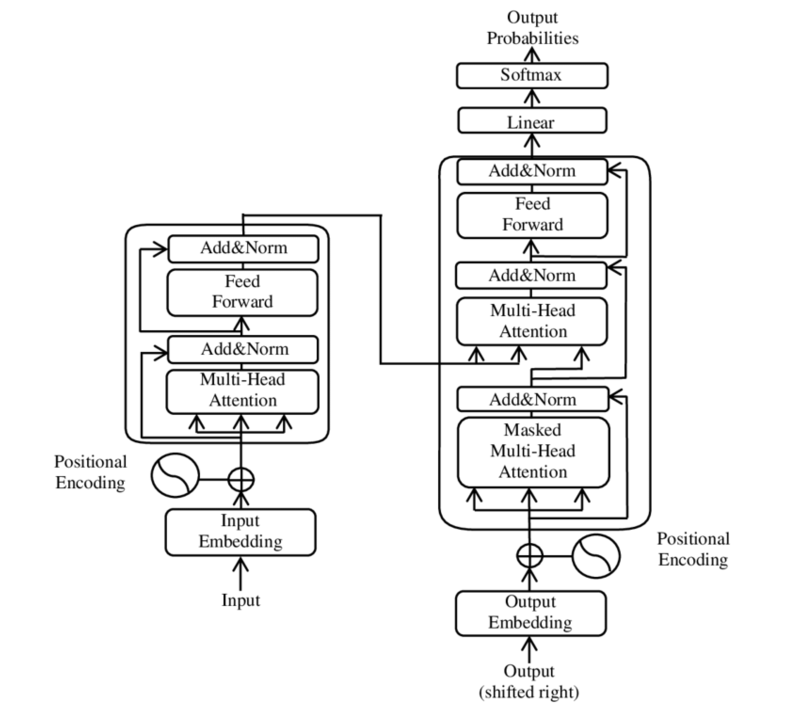 Output
Probabilities
Softmax
Linear
Add&Norm
Feed
Forward
Add&Norm
Multi-Head
Attention
Add&Norm
Masked
Multi-Head
Attention
Positional
Encoding
Output
Embedding
Output
(shifted right)
Add&Norm
Feed
Forward
Add&Norm
Multi-Head
Attention
Positional
Encoding
Input
Embedding
Input